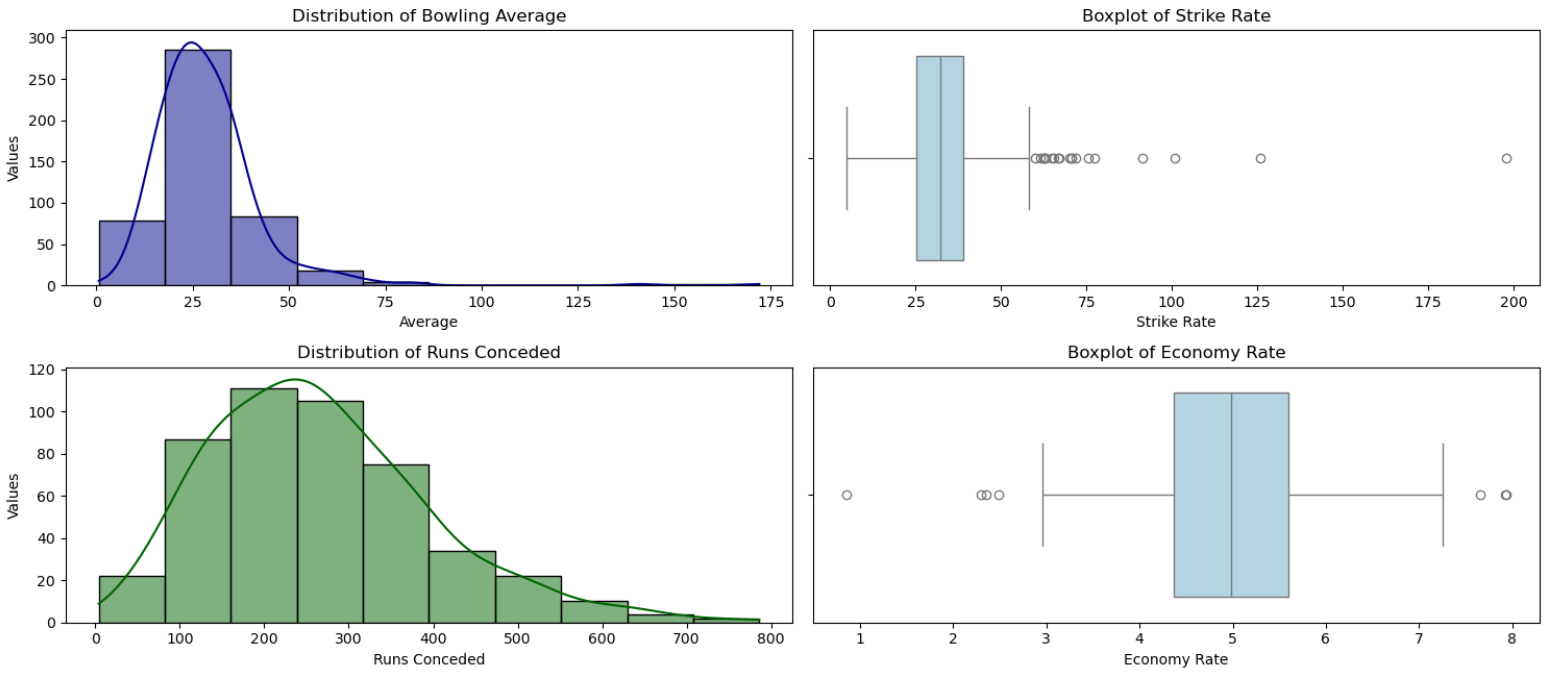 Distribution of Bowling Average
Values
300
250
200
150
100
50
0
0 25 50 75 100 125 150 175
Average
Boxplot of Strike Rate
0 25 50 75 100 125 150 175 200
Strike Rate
Distribution of Runs Conceded
Values
120
100
80
60
40
20
0
0 100 200 300 400 500 600 700 800
Runs Conceded
Boxplot of Economy Rate
1 2 3 4 5 6 7 8
Economy Rate